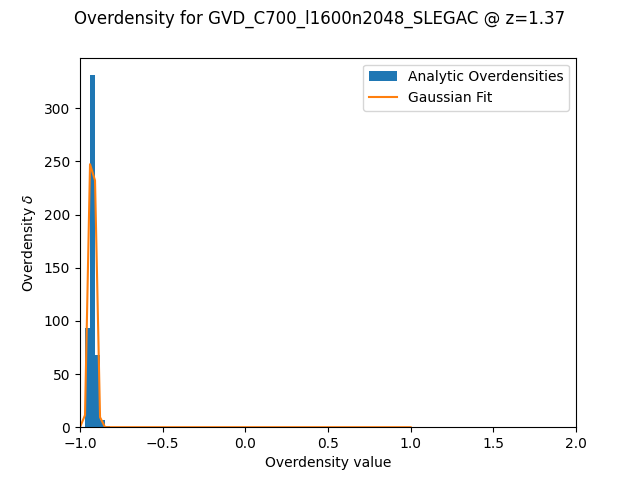 Overdensity for GVD_C700_l1600n2048_SLEGAC @ z=1.37
Analytic Overdensities
Gaussian Fit
Overdensity δ
300
250
200
150
100
50
0
−1.0 −0.5 0.0 0.5 1.0 1.5 2.0
Overdensity value